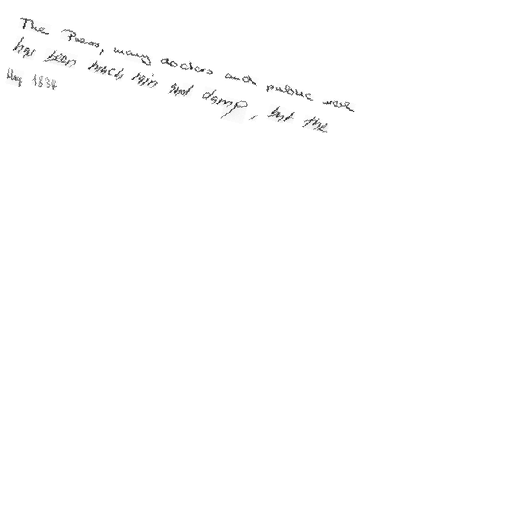 The Press, many doctors and public were
has been much rain and damp, but the
May 1834